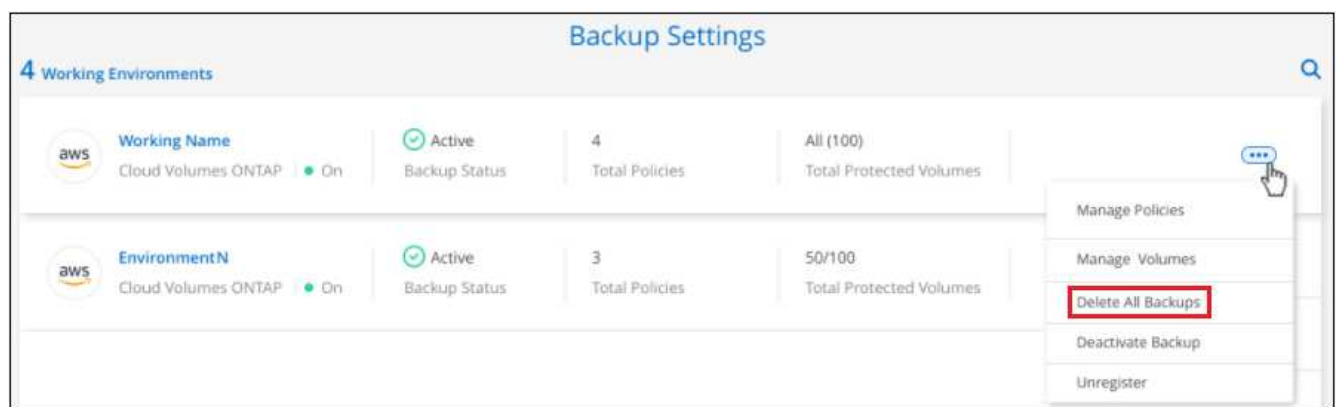 Backup Settings
4 Working Environments
aws
Working Name
Cloud Volumes ONTAP
On
Active
Backup Status
4
Total Policies
All (100)
Total Protected Volumes
Manage Policies
aws
EnvironmentN
Cloud Volumes ONTAP
On
Active
Backup Status
3
Total Policies
50/100
Total Protected Volumes
Manage Volumes
Delete All Backups
Deactivate Backup
Unregister